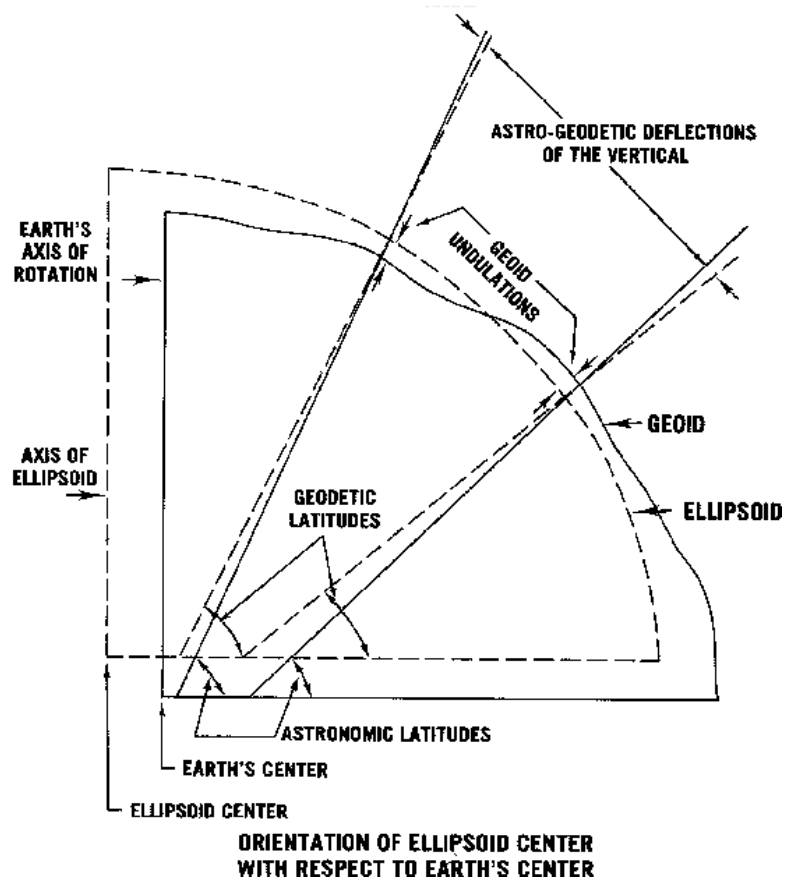 ASTRO-GEODETIC DEFLECTIONS
OF THE VERTICAL
EARTH'S
AXIS OF
ROTATION
GEOID
UNDULATIONS
GEOID
AXIS OF
ELLIPSOID
GEODETIC
LATITUDES
ELLIPSOID
ASTRONOMIC LATITUDES
EARTH'S CENTER
ELLIPSOID CENTER
ORIENTATION OF ELLIPSOID CENTER
WITH RESPECT TO EARTH'S CENTER